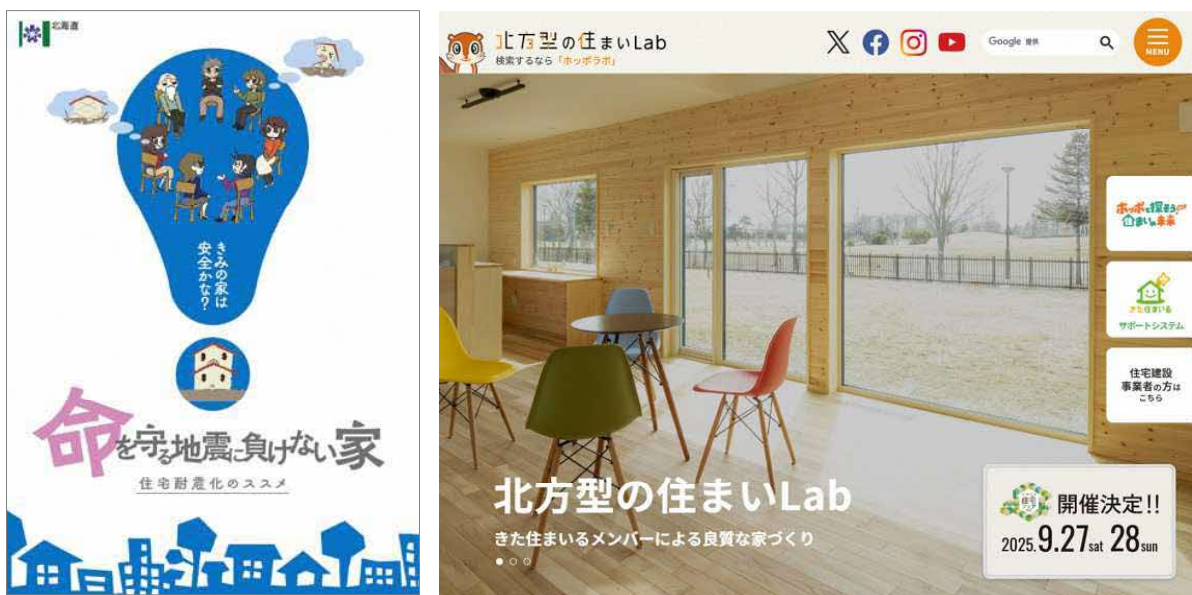 北海道
きみの家は
安全かな?
命を守る地震に負けない家
住宅耐震化のススメ
北方型の住まいLab
検索するなら「ホッポラボ」
Google 提供
MENU
ホッポと探そう
住まいの未来
きた住まいる
サポートシステム
住宅建設
事業者の方は
こちら
北方型の住まいLab
きた住まいるメンバーによる良質な家づくり
開催決定!!
2025.9.27sat 28sun